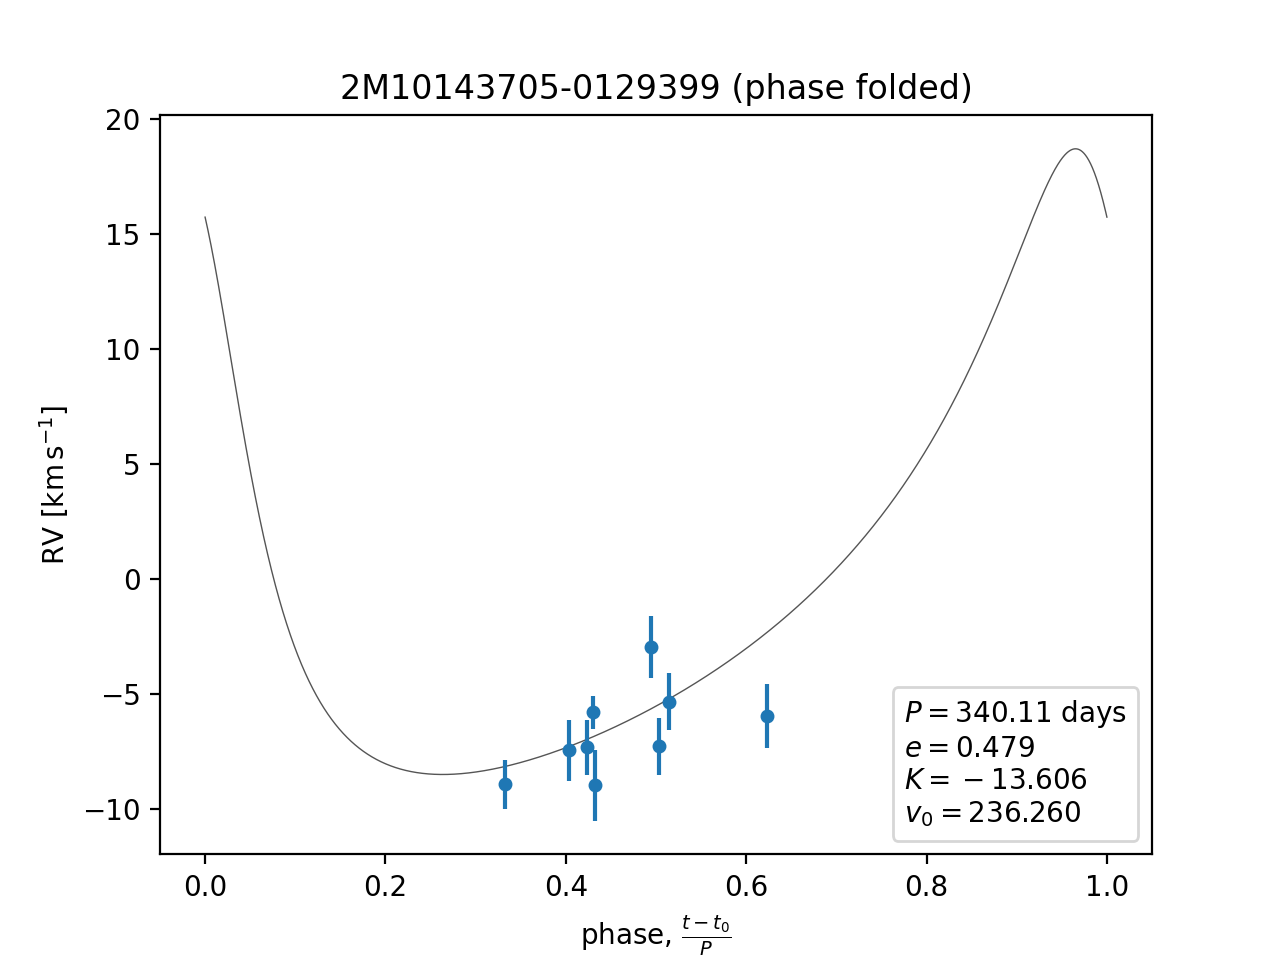 2M10143705-0129399 (phase folded)
20
15
10
5
0
−5
−10
RV [km s⁻¹]
0.0 0.2 0.4 0.6 0.8 1.0
phase, (t − t₀)/P
P = 340.11 days
e = 0.479
K = −13.606
v₀ = 236.260